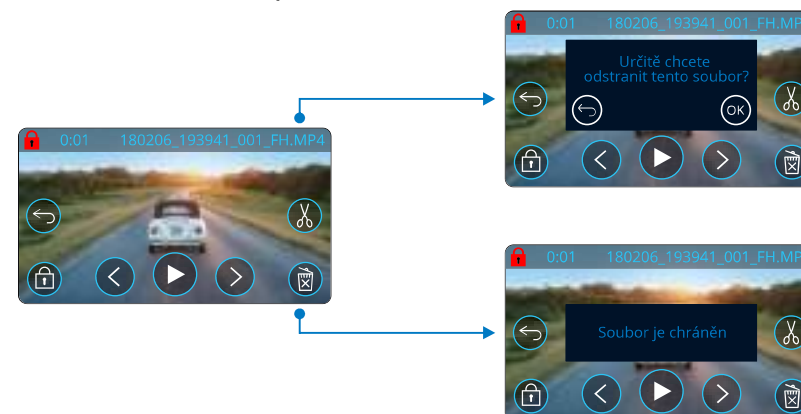 0:01 180206_193941_001_FH.MP4
0:01 180206_193941_001_FH.MP
Určitě chcete
odstranit tento soubor?
OK
0:01 180206_193941_001_FH.MP
Soubor je chráněn